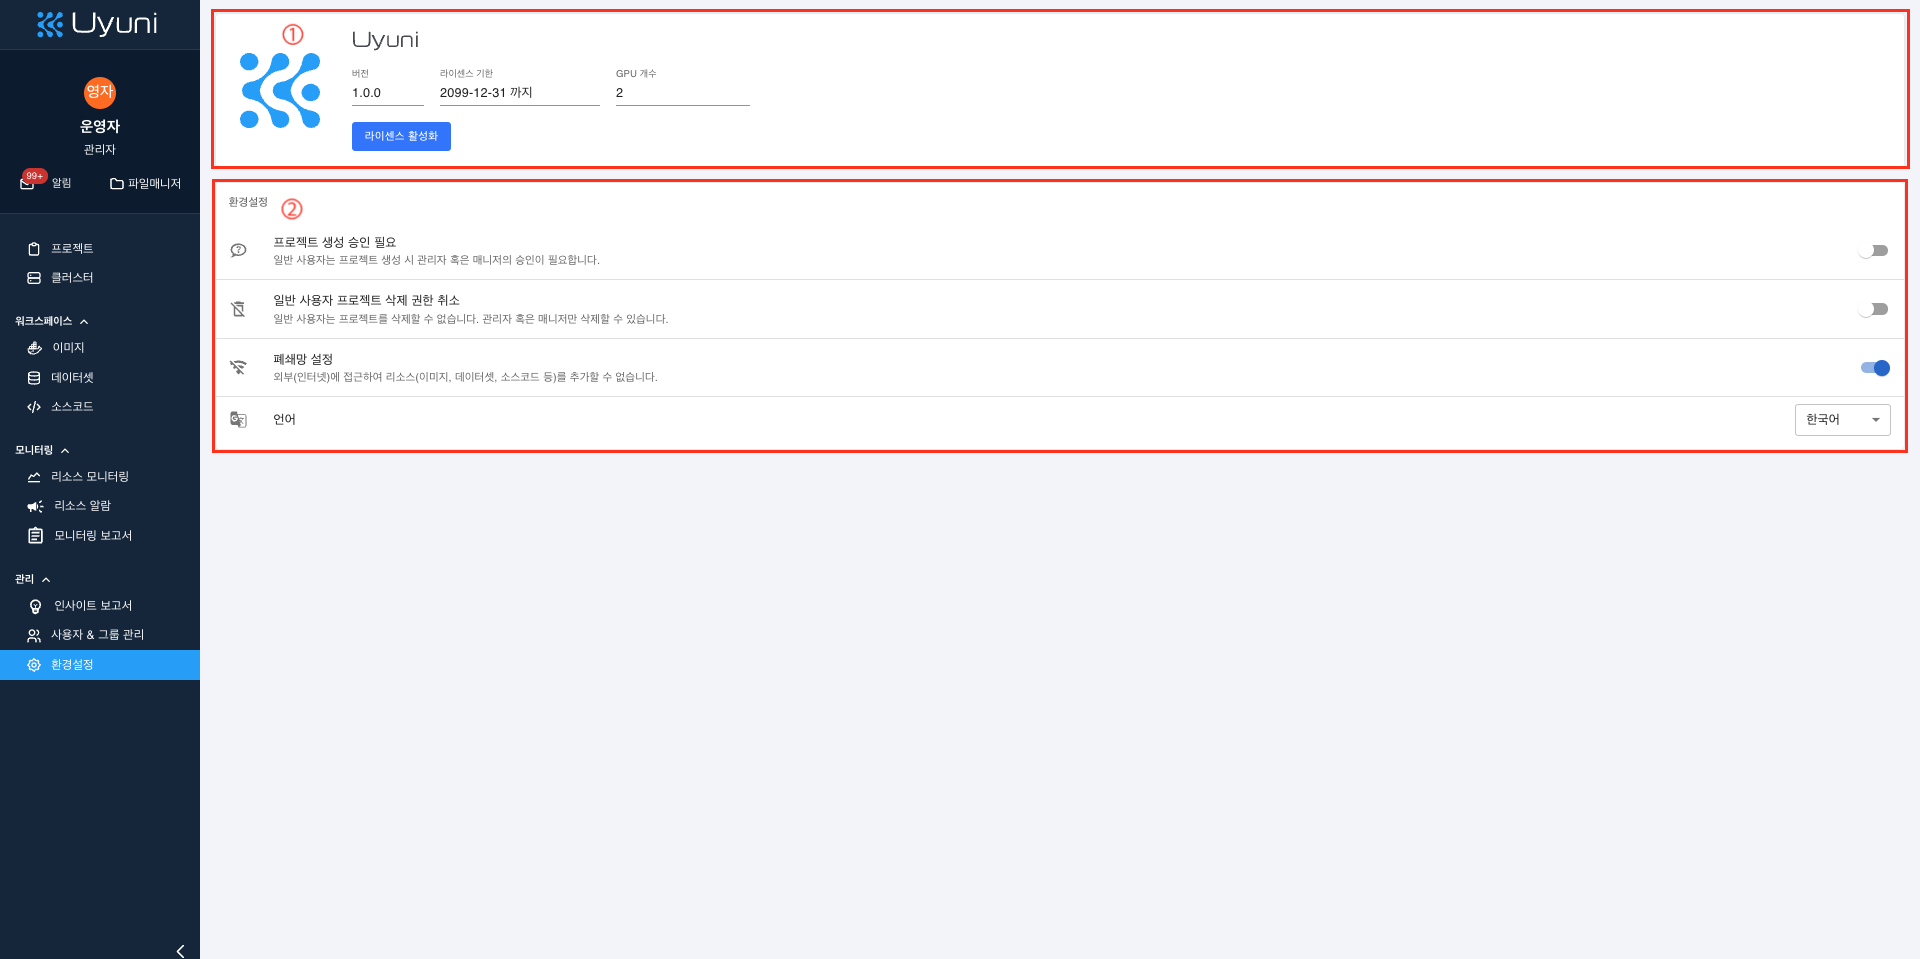 Uyuni
영자
운영자
관리자
99+
알림
파일매니저
프로젝트
클러스터
워크스페이스
이미지
데이터셋
소스코드
모니터링
리소스 모니터링
리소스 알람
모니터링 보고서
관리
인사이트 보고서
사용자 & 그룹 관리
환경설정
①
Uyuni
버전
라이센스 기한
GPU 개수
1.0.0
2099-12-31 까지
2
라이센스 활성화
환경설정
②
프로젝트 생성 승인 필요
일반 사용자는 프로젝트 생성 시 관리자 혹은 매니저의 승인이 필요합니다.
일반 사용자 프로젝트 삭제 권한 취소
일반 사용자는 프로젝트를 삭제할 수 없습니다. 관리자 혹은 매니저만 삭제할 수 있습니다.
폐쇄망 설정
외부(인터넷)에 접근하여 리소스(이미지, 데이터셋, 소스코드 등)를 추가할 수 없습니다.
언어
한국어